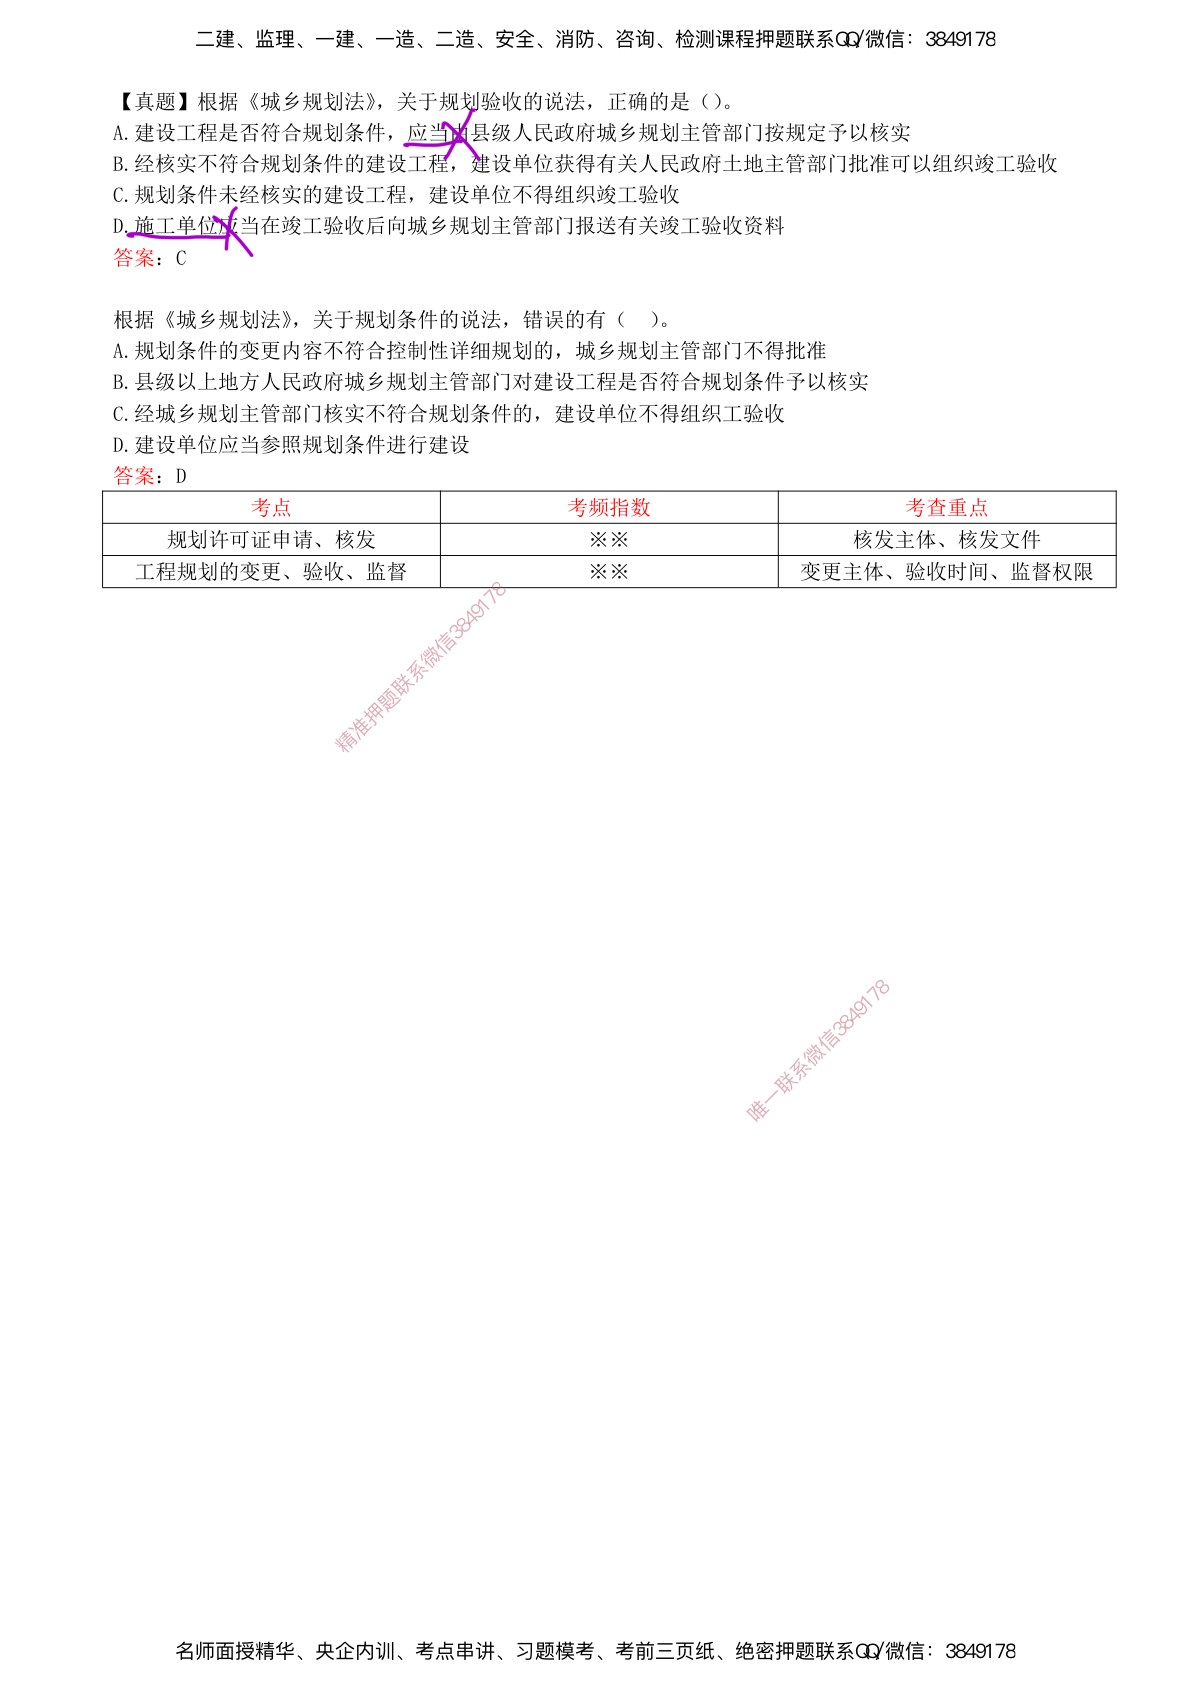 二建、监理、一建、一造、二造、安全、消防、咨询、检测课程押题联系QQ/微信：3849178
【真题】根据《城乡规划法》，关于规划验收的说法，正确的是（）。
A.建设工程是否符合规划条件，应当由县级人民政府城乡规划主管部门按规定予以核实
B.经核实不符合规划条件的建设工程，建设单位获得有关人民政府土地主管部门批准可以组织竣工验收
C.规划条件未经核实的建设工程，建设单位不得组织竣工验收
D.施工单位应当在竣工验收后向城乡规划主管部门报送有关竣工验收资料
答案：C
根据《城乡规划法》，关于规划条件的说法，错误的有（ ）。
A.规划条件的变更内容不符合控制性详细规划的，城乡规划主管部门不得批准
B.县级以上地方人民政府城乡规划主管部门对建设工程是否符合规划条件予以核实
C.经城乡规划主管部门核实不符合规划条件的，建设单位不得组织工验收
D.建设单位应当参照规划条件进行建设
答案：D
考点 考频指数 考查重点
规划许可证申请、核发 ※※ 核发主体、核发文件
工程规划的变更、验收、监督 ※※ 变更主体、验收时间、监督权限
精准押题联系微信3849178
唯一联系微信3849178
名师面授精华、央企内训、考点串讲、习题模考、考前三页纸、绝密押题联系QQ/微信：3849178